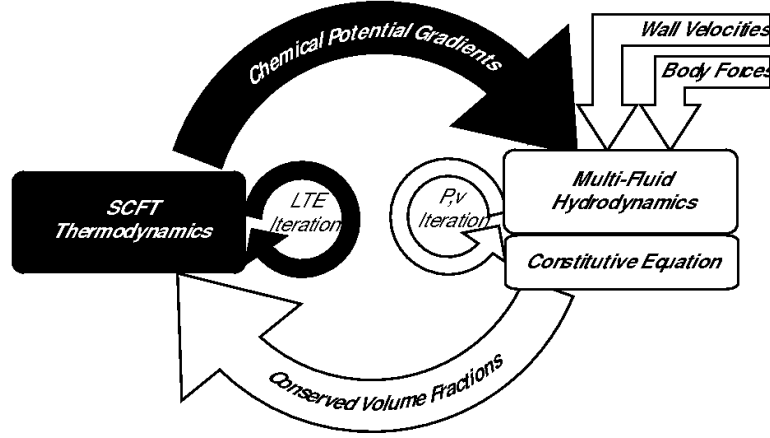 Chemical Potential Gradients
Wall Velocities
Body Forces
SCFT
Thermodynamics
LTE
Iteration
P,v
Iteration
Multi-Fluid
Hydrodynamics
Constitutive Equation
Conserved Volume Fractions